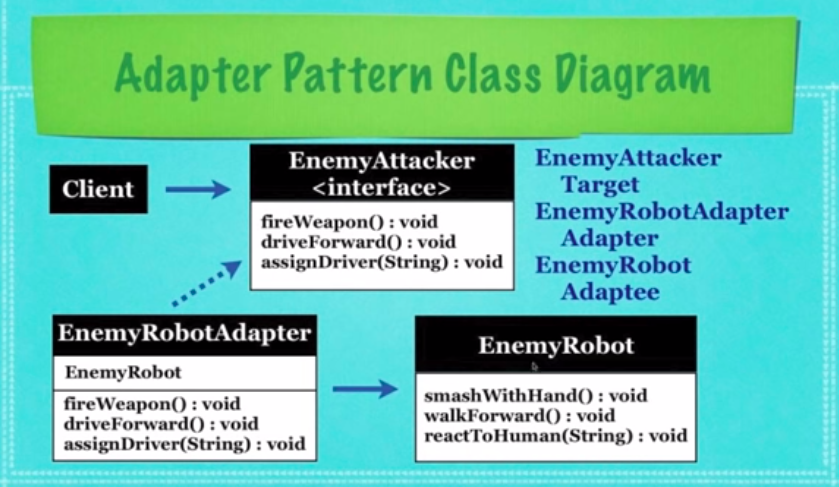 Adapter Pattern Class Diagram
Client
EnemyAttacker
<interface>
fireWeapon() : void
driveForward() : void
assignDriver(String) : void
EnemyAttacker
Target
EnemyRobotAdapter
Adapter
EnemyRobot
Adaptee
EnemyRobotAdapter
EnemyRobot
fireWeapon() : void
driveForward() : void
assignDriver(String) : void
EnemyRobot
smashWithHand() : void
walkForward() : void
reactToHuman(String) : void